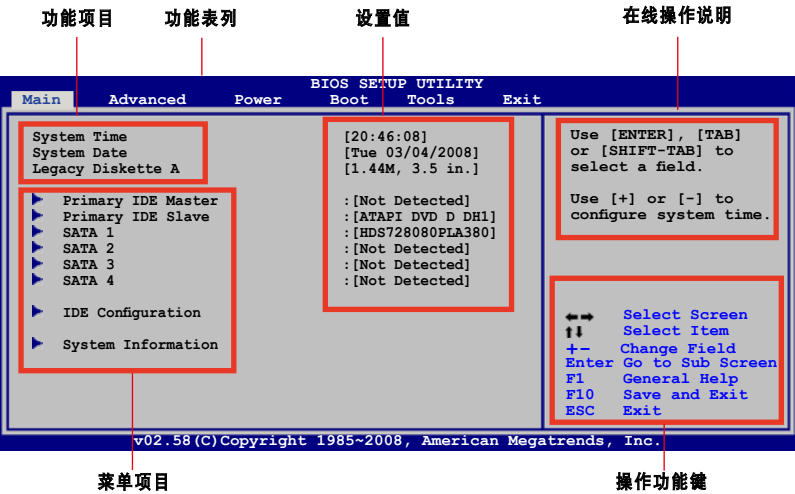 功能项目 功能表列 设置值 在线操作说明
BIOS SETUP UTILITY
Main Advanced Power Boot Tools Exit
System Time [20:46:08]
System Date [Tue 03/04/2008]
Legacy Diskette A [1.44M, 3.5 in.]
Primary IDE Master :[Not Detected]
Primary IDE Slave :[ATAPI DVD D DH1]
SATA 1 :[HDS728080PLA380]
SATA 2 :[Not Detected]
SATA 3 :[Not Detected]
SATA 4 :[Not Detected]
IDE Configuration
System Information
Use [ENTER], [TAB]
or [SHIFT-TAB] to
select a field.
Use [+] or [-] to
configure system time.
←→ Select Screen
↑↓ Select Item
+- Change Field
Enter Go to Sub Screen
F1 General Help
F10 Save and Exit
ESC Exit
v02.58(C)Copyright 1985~2008, American Megatrends, Inc.
菜单项目 操作功能键